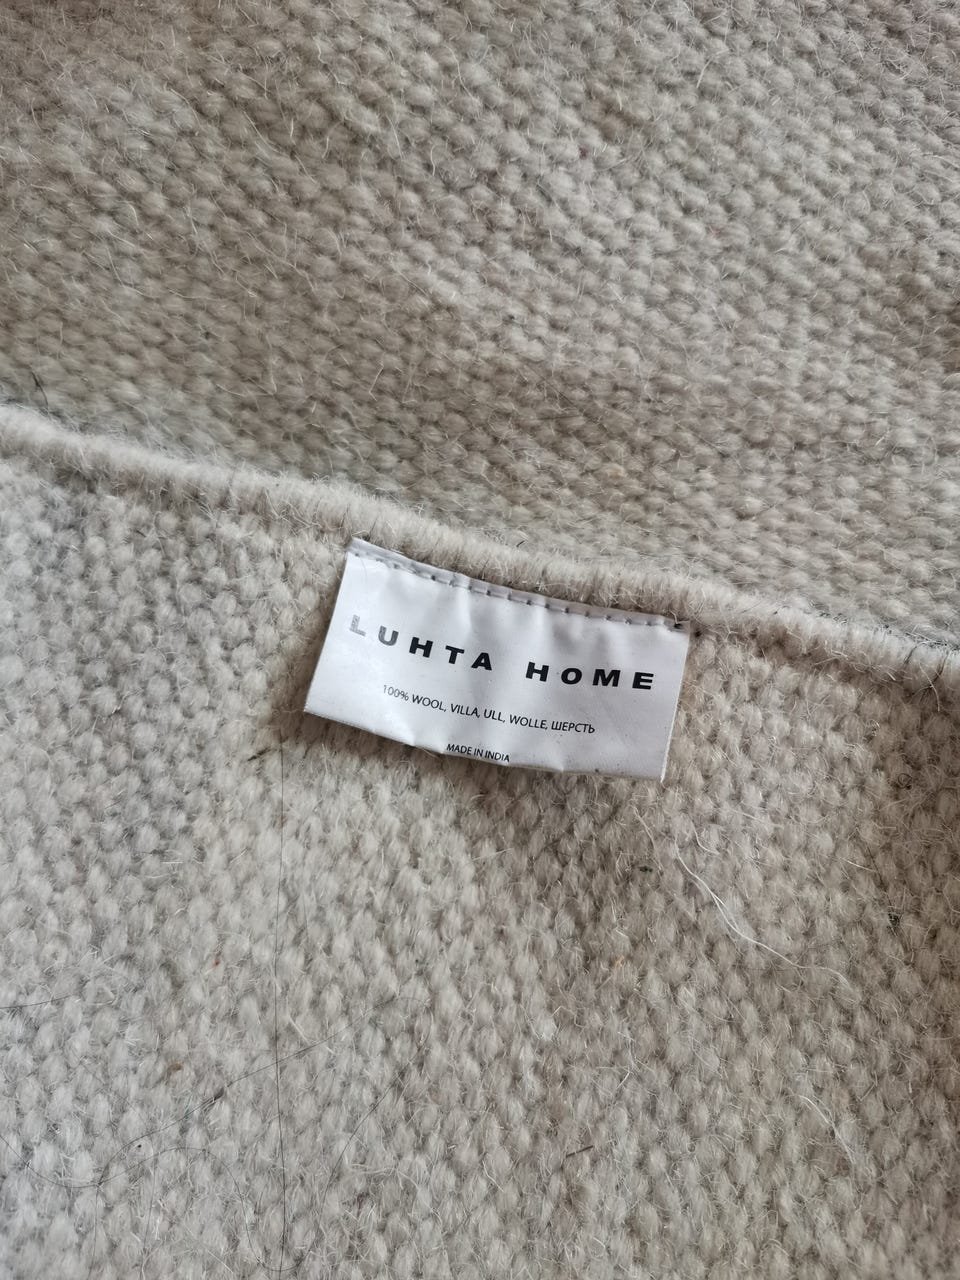 LUHTA HOME
100% WOOL, VILLA, ULL, WOLLE, ШЕРСТЬ
MADE IN INDIA